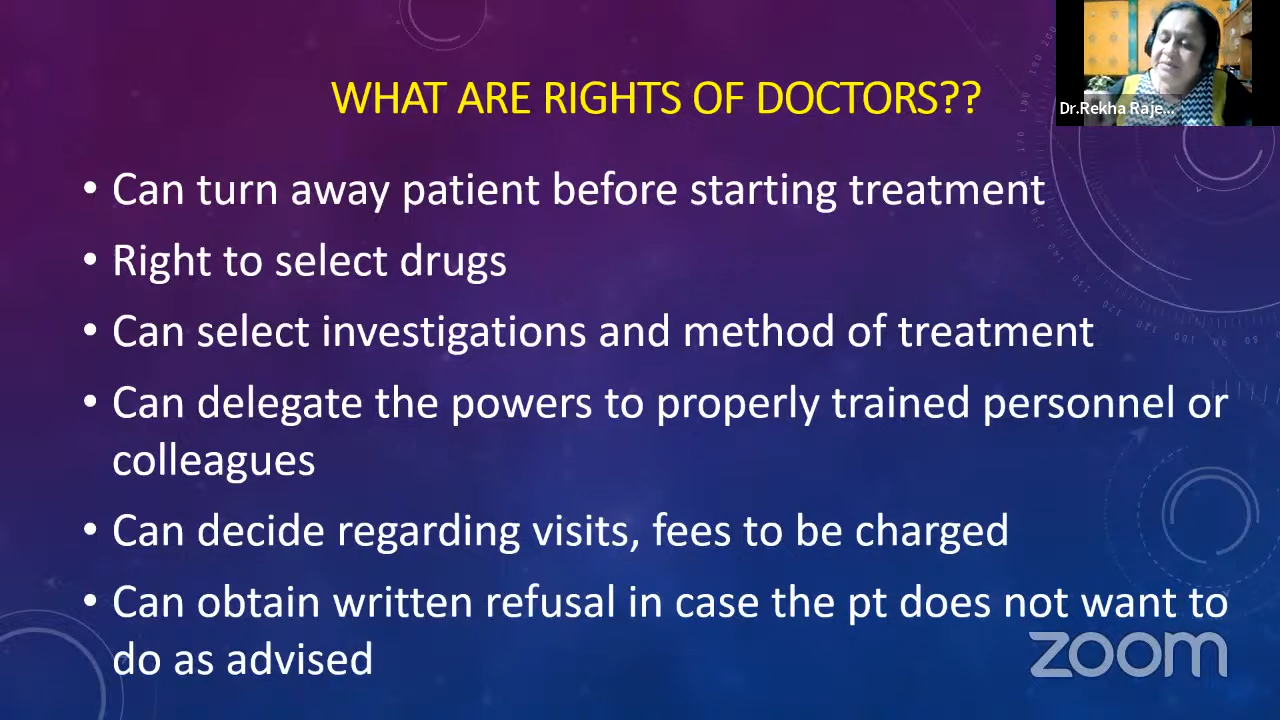 WHAT ARE RIGHTS OF DOCTORS??
Dr.Rekha Raje...
• Can turn away patient before starting treatment
• Right to select drugs
• Can select investigations and method of treatment
• Can delegate the powers to properly trained personnel or
colleagues
• Can decide regarding visits, fees to be charged
• Can obtain written refusal in case the pt does not want to
do as advised
zoom